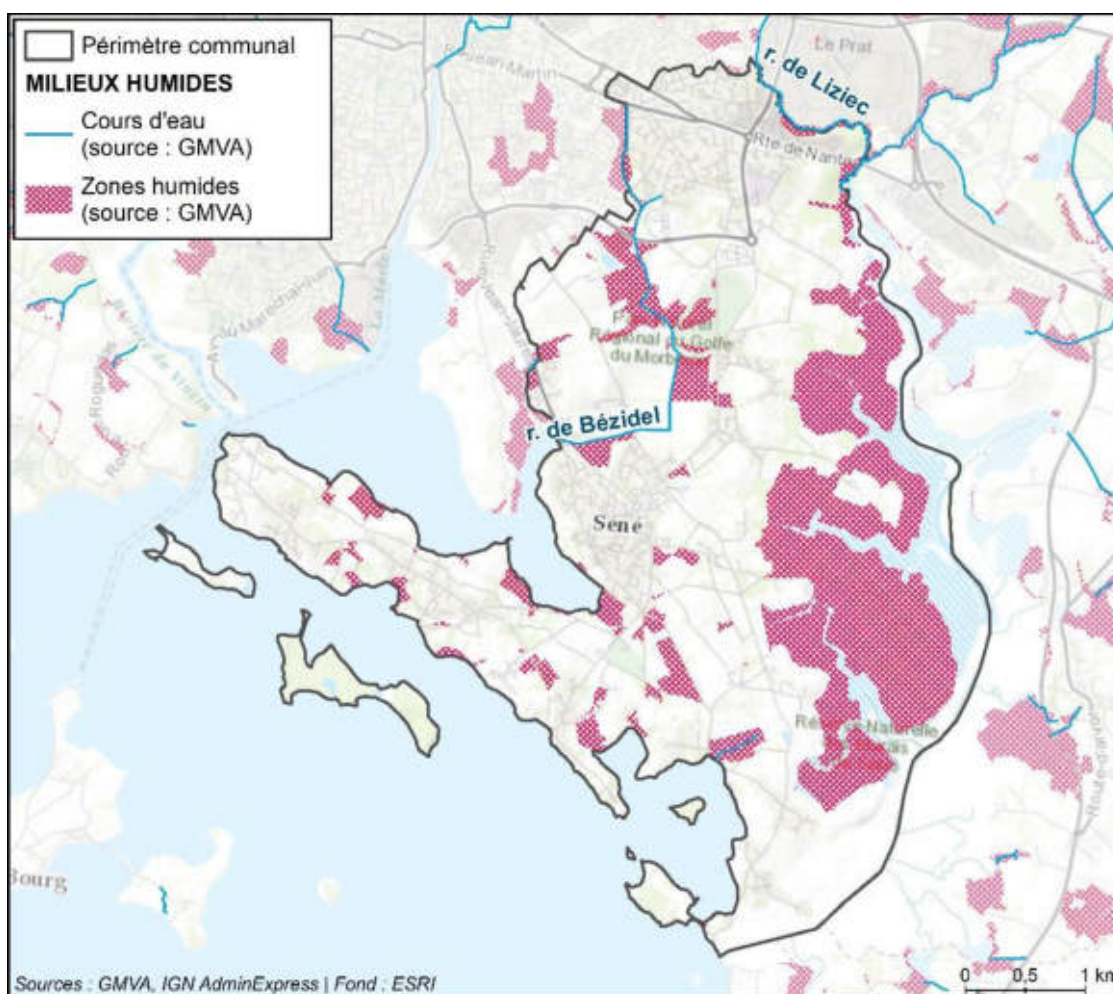 Périmètre communal
MILIEUX HUMIDES
Cours d'eau
(source : GMVA)
Zones humides
(source : GMVA)
Le Prat
r. de Liziec
Rte de Nantes
Régional du Golfe
du Morb
r. de Bézidel
Séné
Naturelle
Bourg
Sources : GMVA, IGN AdminExpress | Fond : ESRI
0 0,5 1 km